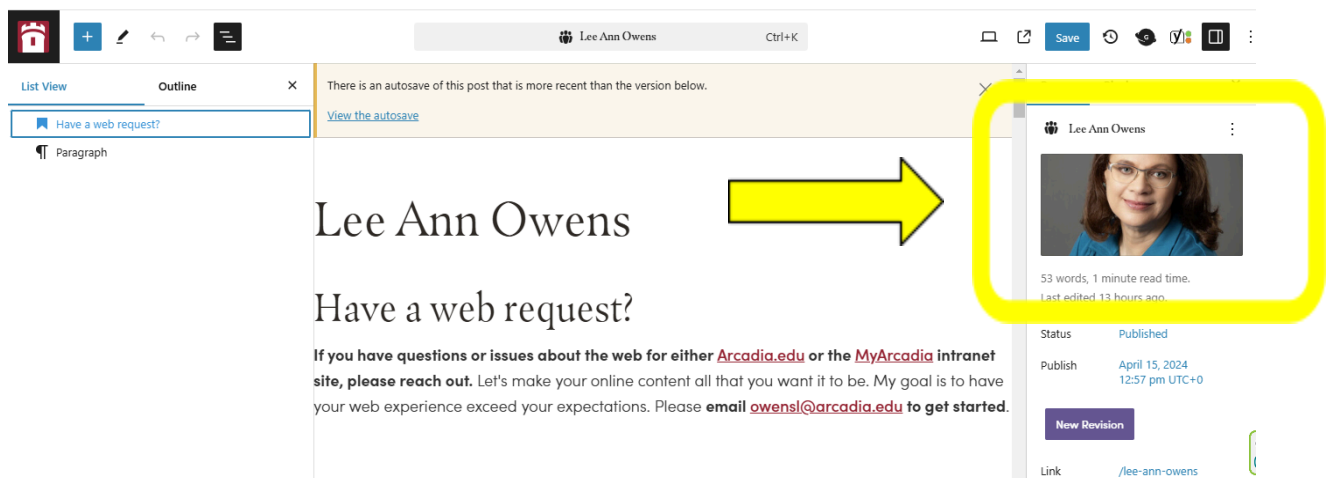 Lee Ann Owens Ctrl+K
Save
List View Outline
Have a web request?
Paragraph
There is an autosave of this post that is more recent than the version below.
View the autosave
Lee Ann Owens
Have a web request?
If you have questions or issues about the web for either Arcadia.edu or the MyArcadia intranet
site, please reach out. Let's make your online content all that you want it to be. My goal is to have
your web experience exceed your expectations. Please email owensl@arcadia.edu to get started.
Lee Ann Owens
53 words, 1 minute read time.
Last edited 13 hours ago.
Status Published
Publish April 15, 2024
12:57 pm UTC+0
New Revision
Link /lee-ann-owens